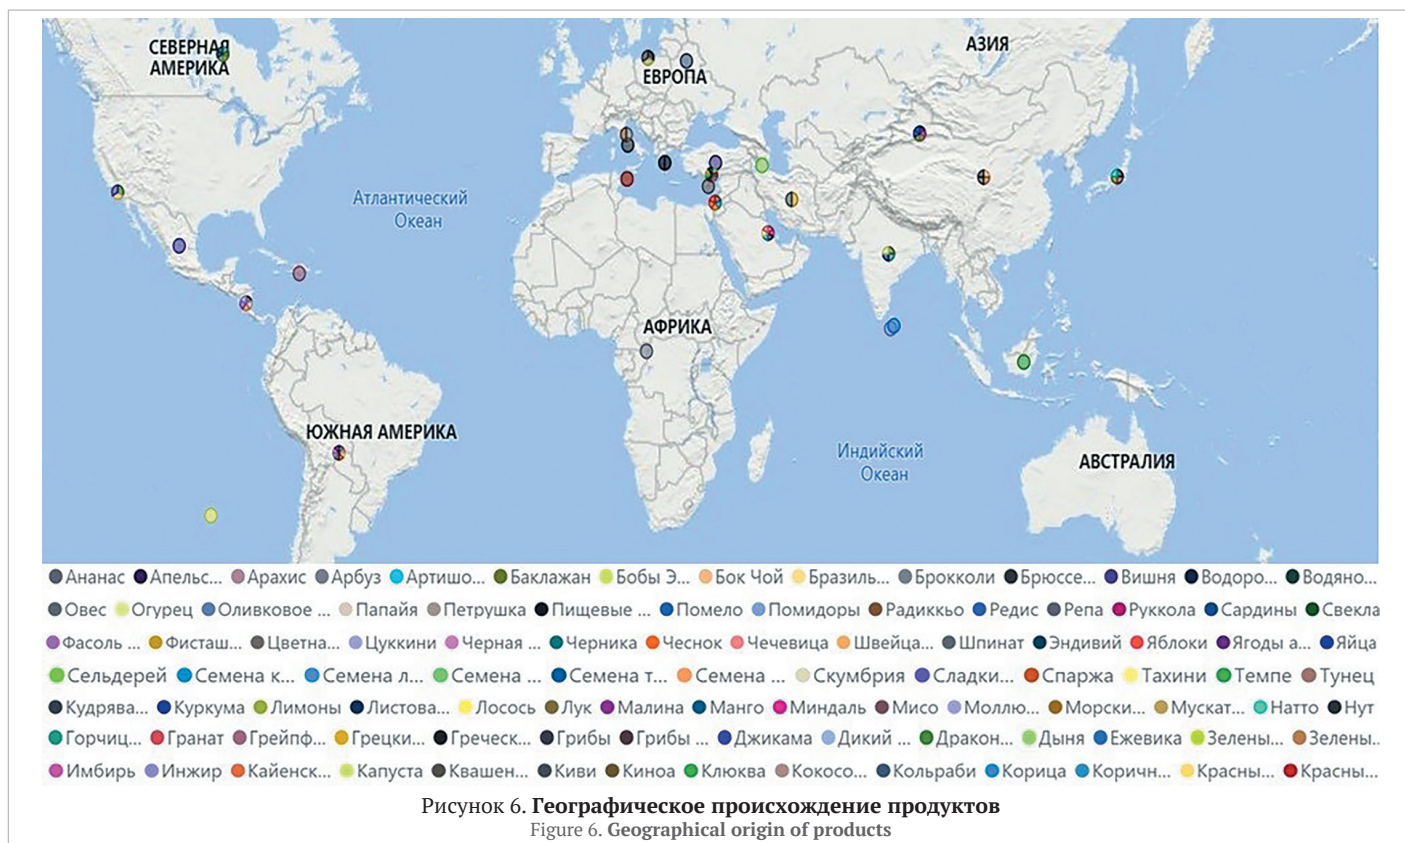 СЕВЕРНАЯ
АМЕРИКА
АЗИЯ
ЕВРОПА
Атлантический
Океан
АФРИКА
ЮЖНАЯ АМЕРИКА
Индийский
Океан
АВСТРАЛИЯ
Ананас Апельс... Арахис Арбуз Артишо... Баклажан Бобы Э... Бок Чой Бразиль... Брокколи Брюссе... Вишня Водоро... Водяно...
Овес Огурец Оливковое ... Папайя Петрушка Пищевые ... Помело Помидоры Радиккьо Редис Репа Руккола Сардины Свекла
Фасоль ... Фисташ... Цветна... Цуккини Черная ... Черника Чеснок Чечевица Швейца... Шпинат Эндивий Яблоки Ягоды а... Яйца
Сельдерей Семена к... Семена л... Семена ... Семена т... Семена ... Скумбрия Сладки... Спаржа Тахини Темпе Тунец
Кудрява... Куркума Лимоны Листова... Лосось Лук Малина Манго Миндаль Мисо Моллю... Морски... Мускат... Натто Нут
Горчиц... Гранат Грейпф... Грецки... Греческ... Грибы Грибы ... Джикама Дикий ... Дракон... Дыня Ежевика Зелены... Зелены..
Имбирь Инжир Кайенск... Капуста Квашен... Киви Киноа Клюква Кокосо... Кольраби Корица Коричн... Красны... Красны...
Рисунок 6. Географическое происхождение продуктов
Figure 6. Geographical origin of products